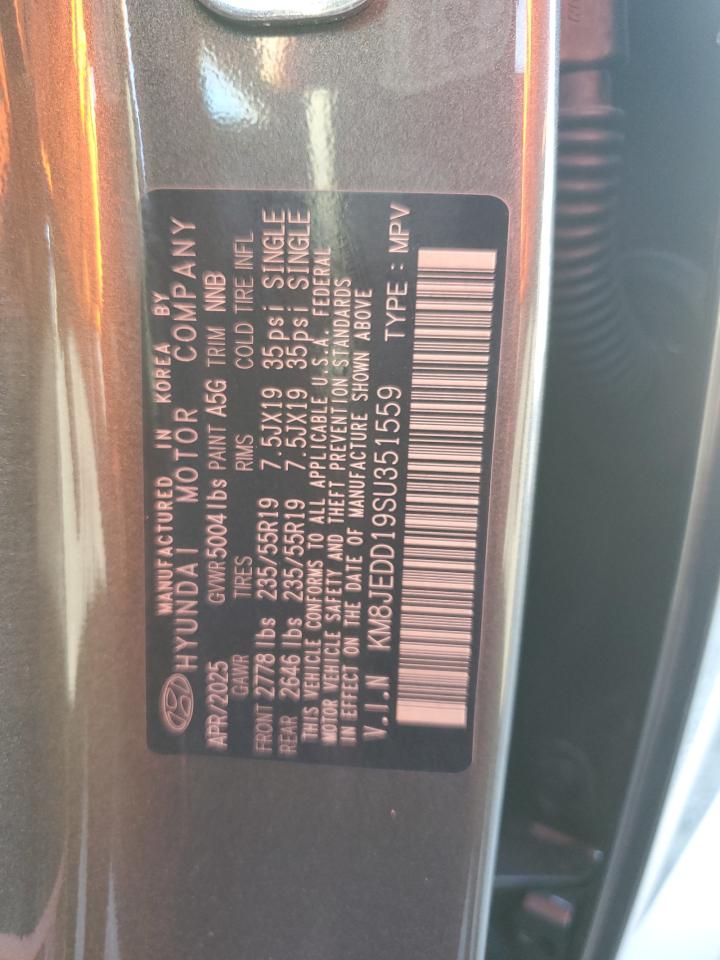 MANUFACTURED IN KOREA BY
HYUNDAI MOTOR COMPANY
APR/2025 GVWR 5004 lbs PAINT A5G TRIM NNB
GAWR TIRES RIMS COLD TIRE INFL
FRONT 2778 lbs 235/55R19 7.5JX19 35psi SINGLE
REAR 2646 lbs 235/55R19 7.5JX19 35psi SINGLE
THIS VEHICLE CONFORMS TO ALL APPLICABLE U.S.A. FEDERAL
MOTOR VEHICLE SAFETY AND THEFT PREVENTION STANDARDS
IN EFFECT ON THE DATE OF MANUFACTURE SHOWN ABOVE
V.I.N KM8JEDD19SU351559 TYPE : MPV